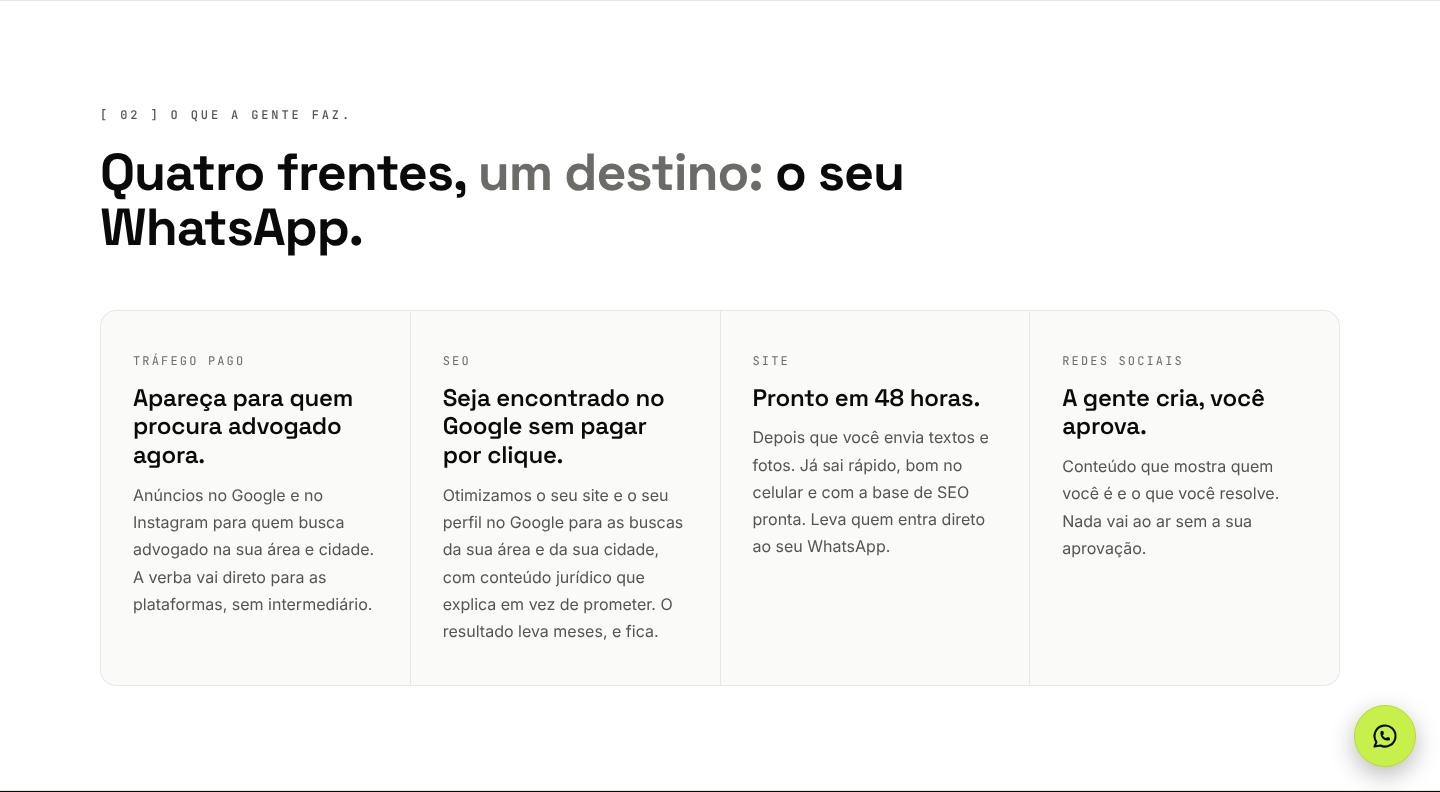 [ 02 ] O QUE A GENTE FAZ.
Quatro frentes, um destino: o seu
WhatsApp.
TRÁFEGO PAGO
Apareça para quem
procura advogado
agora.
Anúncios no Google e no
Instagram para quem busca
advogado na sua área e cidade.
A verba vai direto para as
plataformas, sem intermediário.
SEO
Seja encontrado no
Google sem pagar
por clique.
Otimizamos o seu site e o seu
perfil no Google para as buscas
da sua área e da sua cidade,
com conteúdo jurídico que
explica em vez de prometer. O
resultado leva meses, e fica.
SITE
Pronto em 48 horas.
Depois que você envia textos e
fotos. Já sai rápido, bom no
celular e com a base de SEO
pronta. Leva quem entra direto
ao seu WhatsApp.
REDES SOCIAIS
A gente cria, você
aprova.
Conteúdo que mostra quem
você é e o que você resolve.
Nada vai ao ar sem a sua
aprovação.